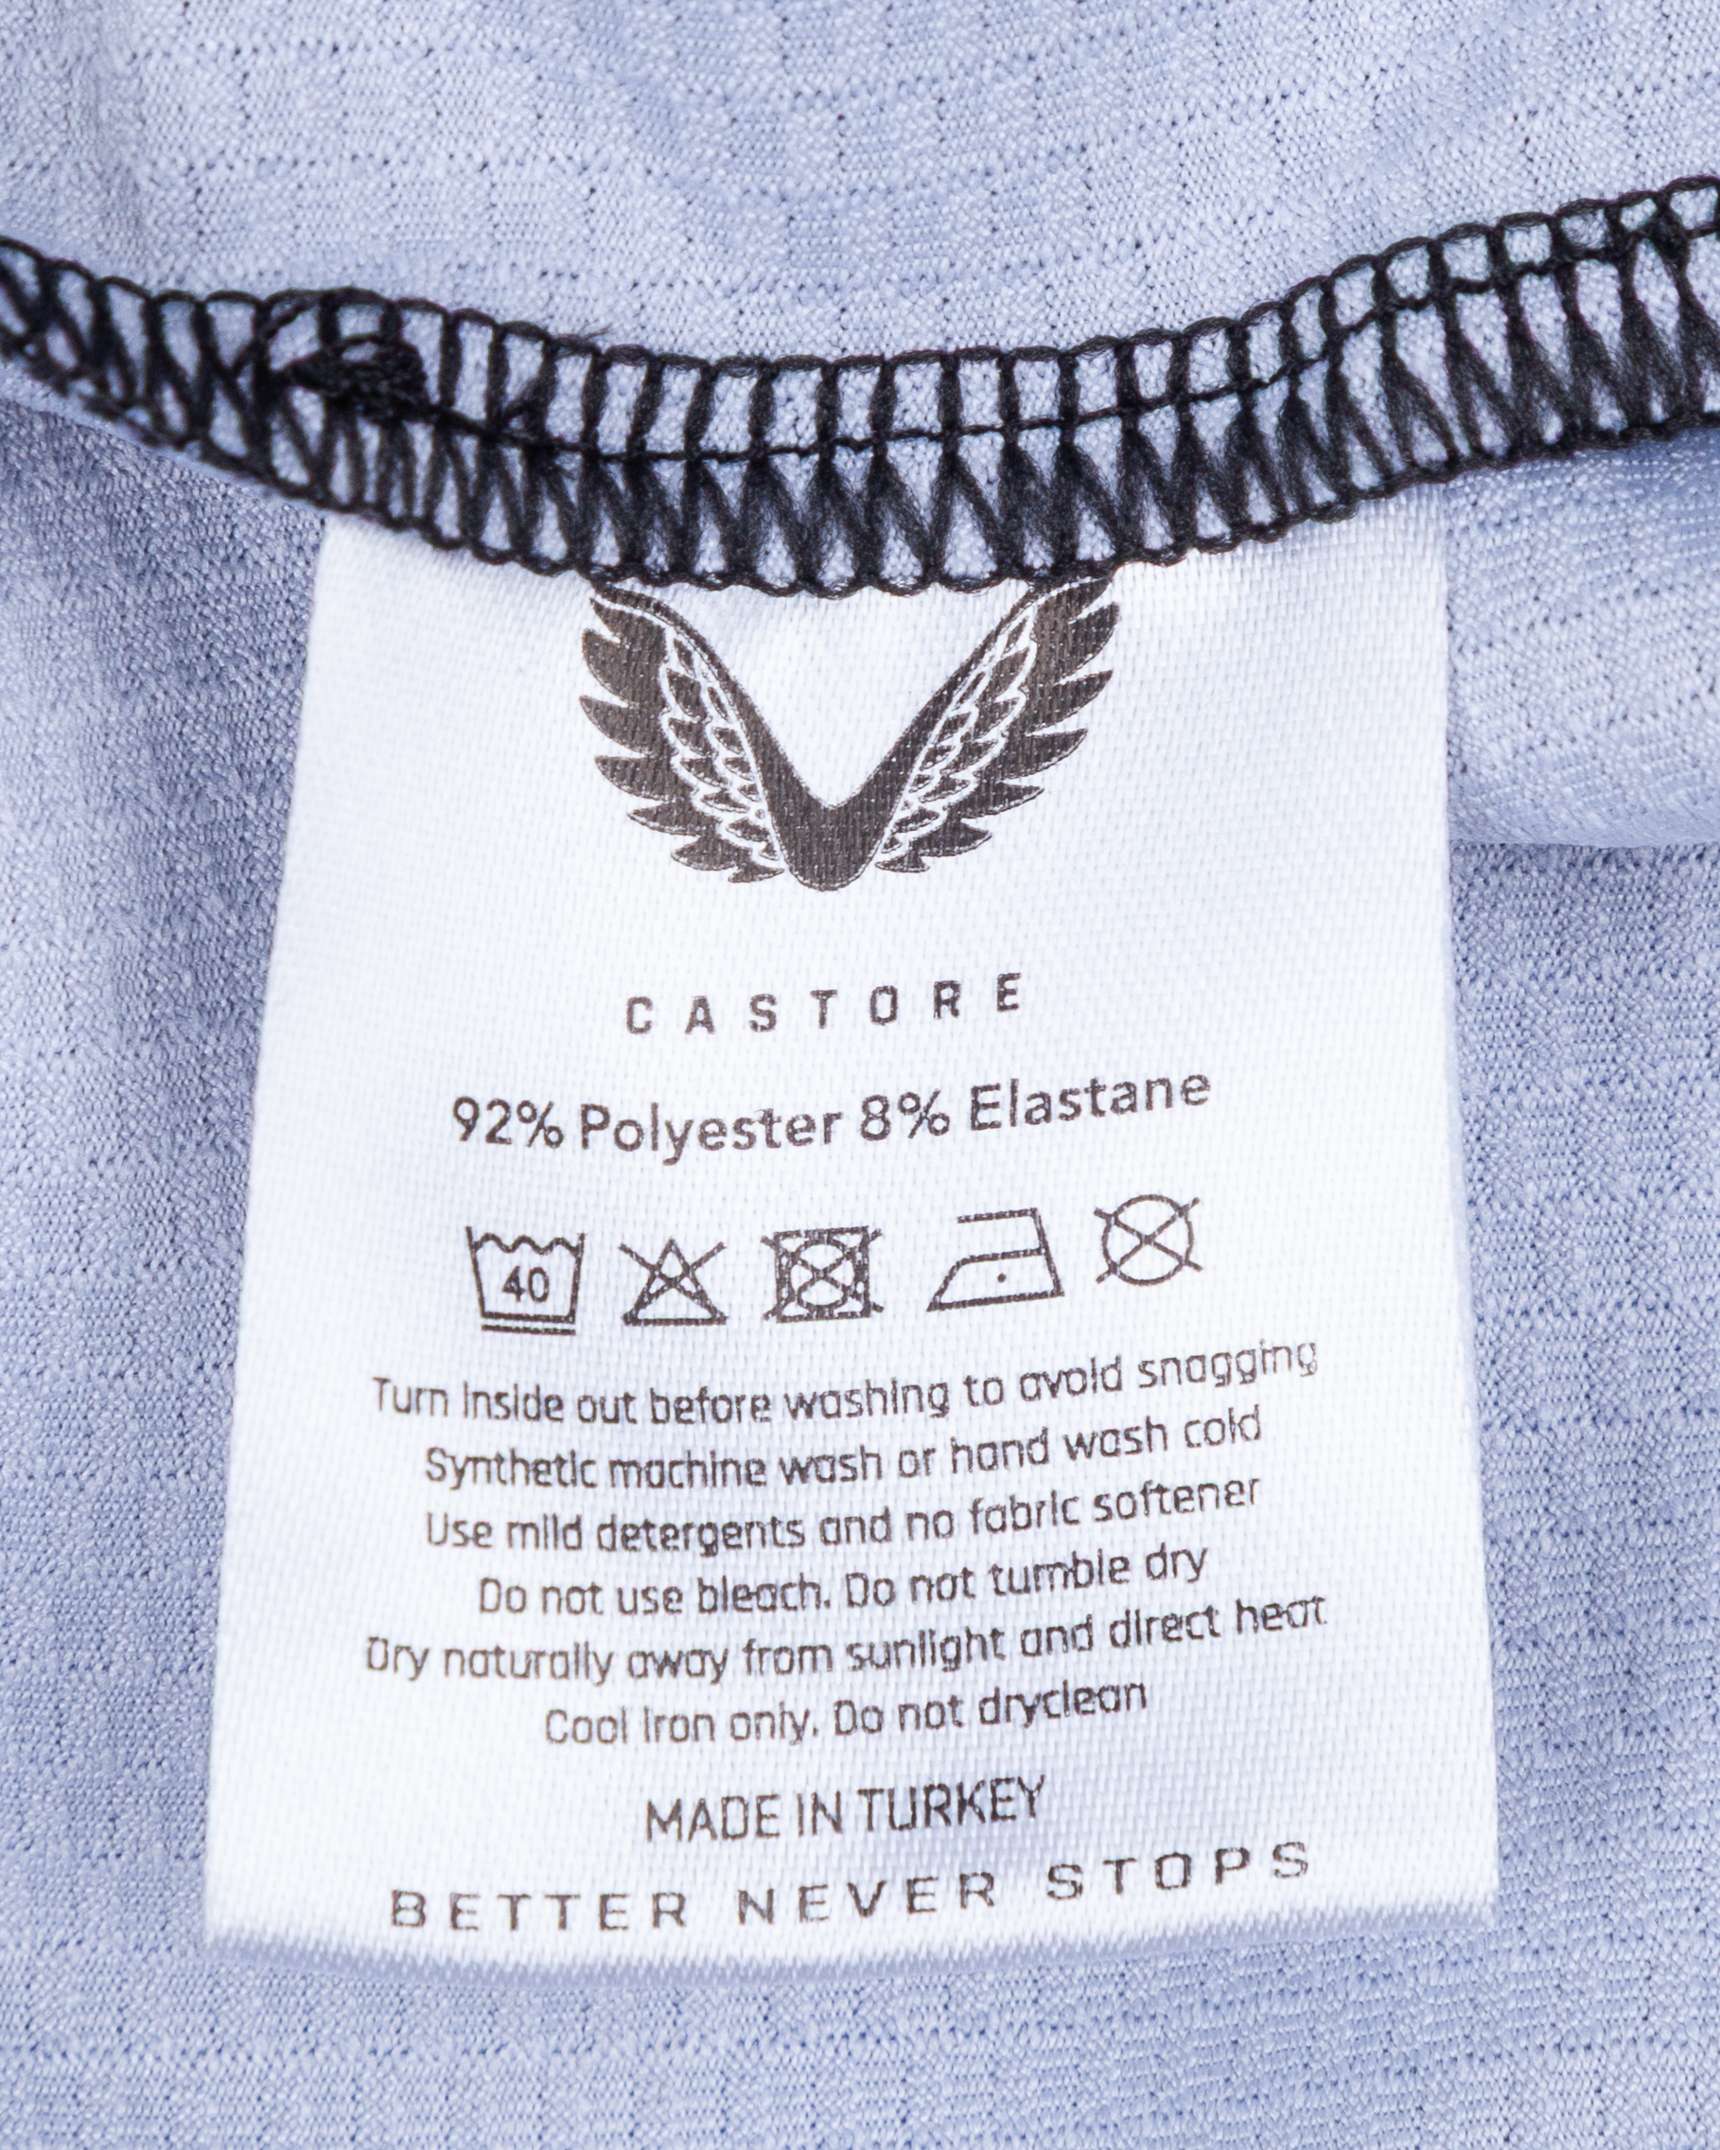 CASTORE
92% Polyester 8% Elastane
40
Turn inside out before washing to avoid snagging
Synthetic machine wash or hand wash cold
Use mild detergents and no fabric softener
Do not use bleach. Do not tumble dry
Dry naturally away from sunlight and direct heat
Cool iron only. Do not dryclean
MADE IN TURKEY
BETTER NEVER STOPS